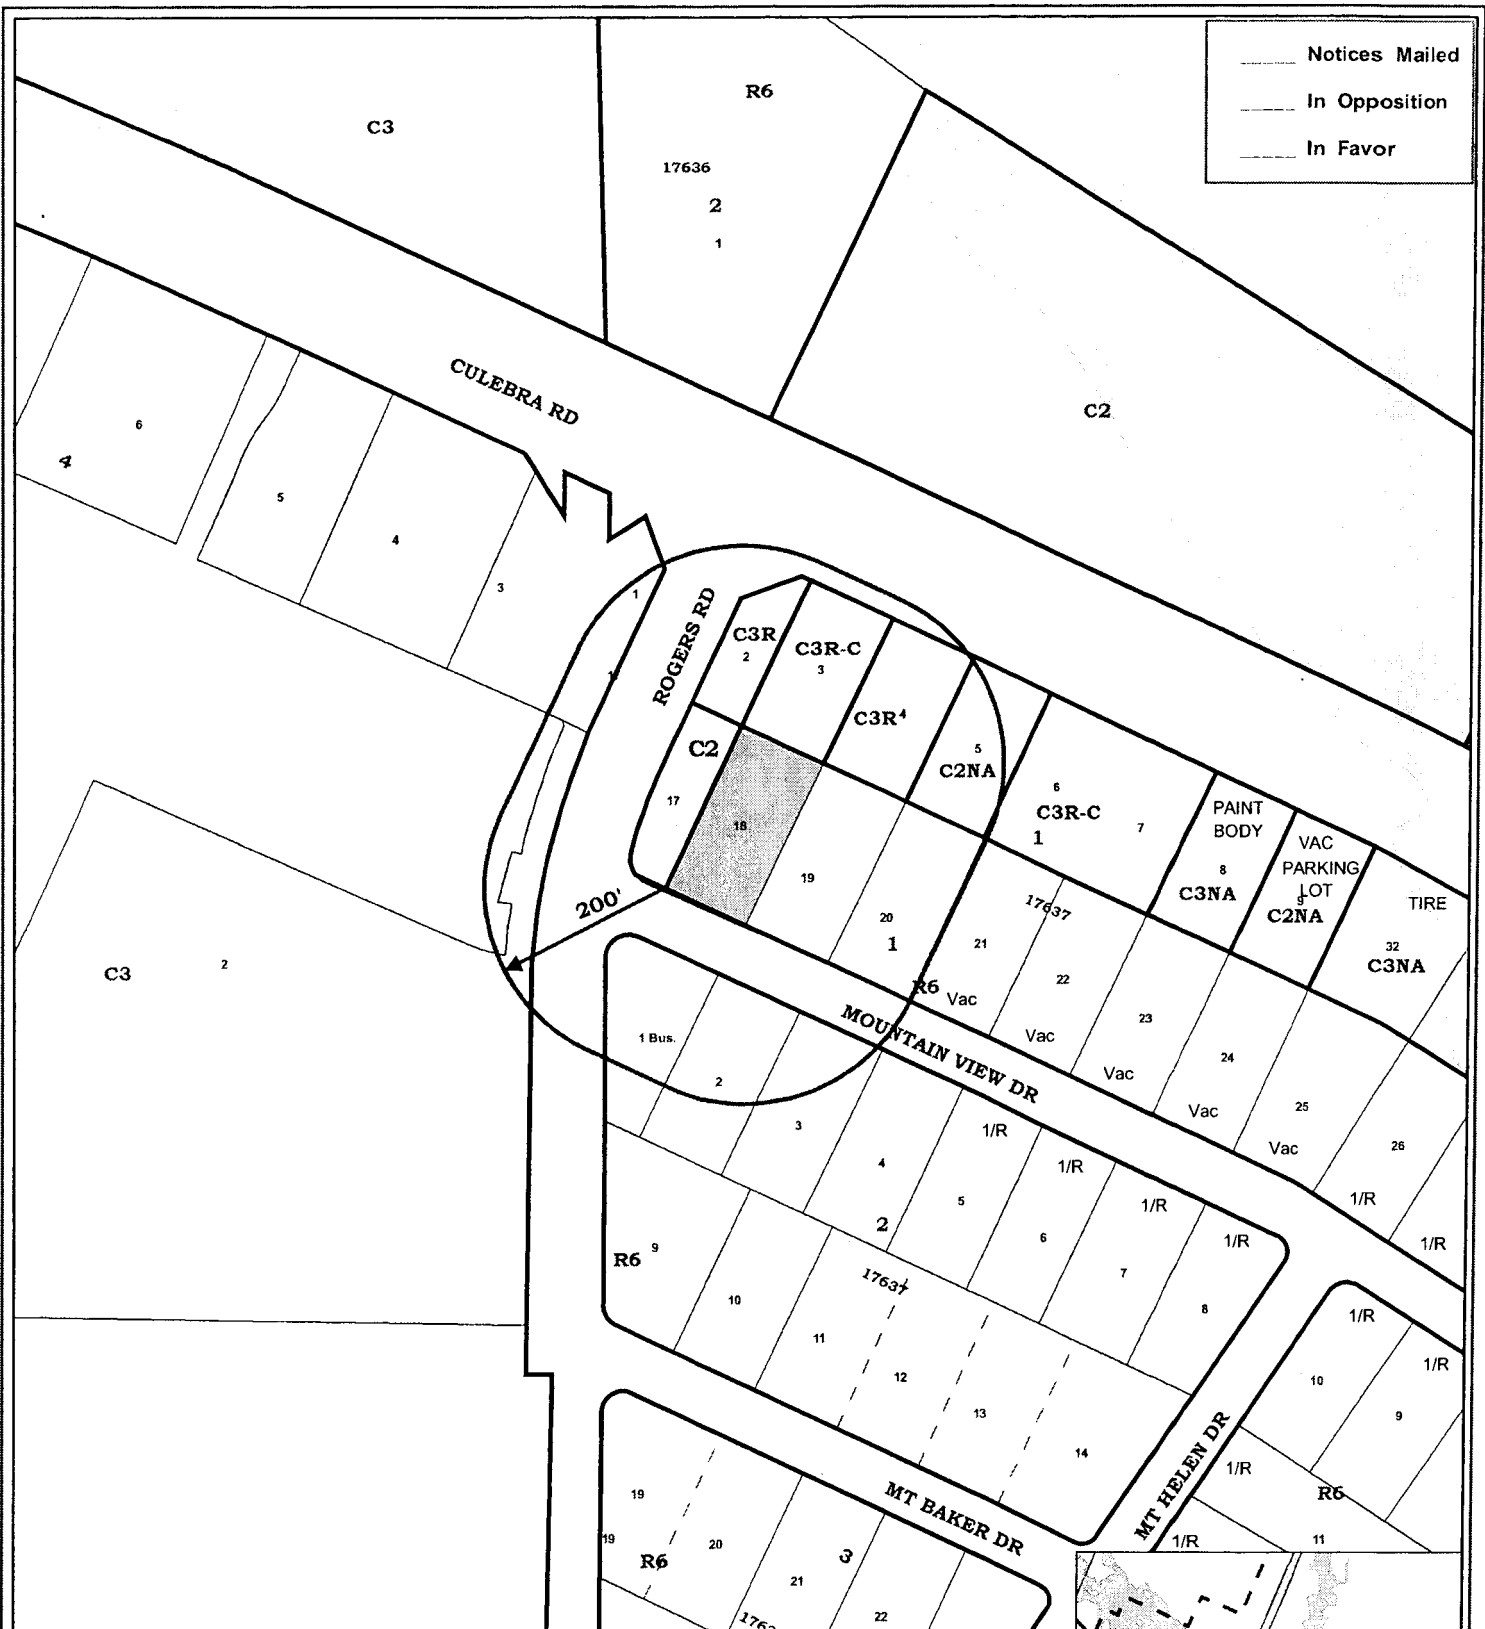 Notices Mailed
In Opposition
In Favor
R6
C3
17636
2
1
CULEBRA RD
C2
6
4
5
4
3
1
ROGERS RD
C3R
2
C3R-C
3
C3R 4
5
C2NA
C2
17
18
19
20
1
6
C3R-C
1
7
PAINT
BODY
8
C3NA
VAC
PARKING
LOT
9
C2NA
TIRE
32
C3NA
200'
C3
2
17637
21
22
23
24
25
26
R6
Vac
Vac
Vac
Vac
Vac
1/R
1/R
MOUNTAIN VIEW DR
1 Bus.
2
3
4
5
6
7
8
1/R
1/R
1/R
1/R
2
R6
9
10
11
12
13
14
17637
MT BAKER DR
MT HELEN DR
1/R
1/R
10
9
1/R
R6
1/R
11
19
19
R6
20
21
22
3